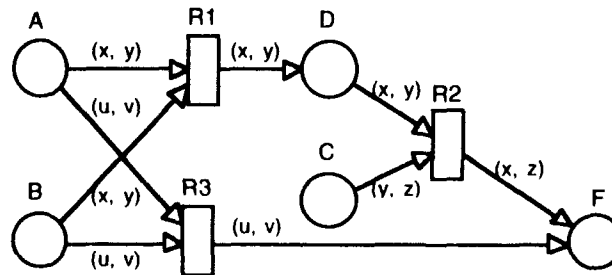 A
R1
D
(x, y)
(x, y)
(u, v)
(x, y)
R2
C
B
(x, y)
R3
(y, z)
(x, z)
F
(u, v)
(u, v)